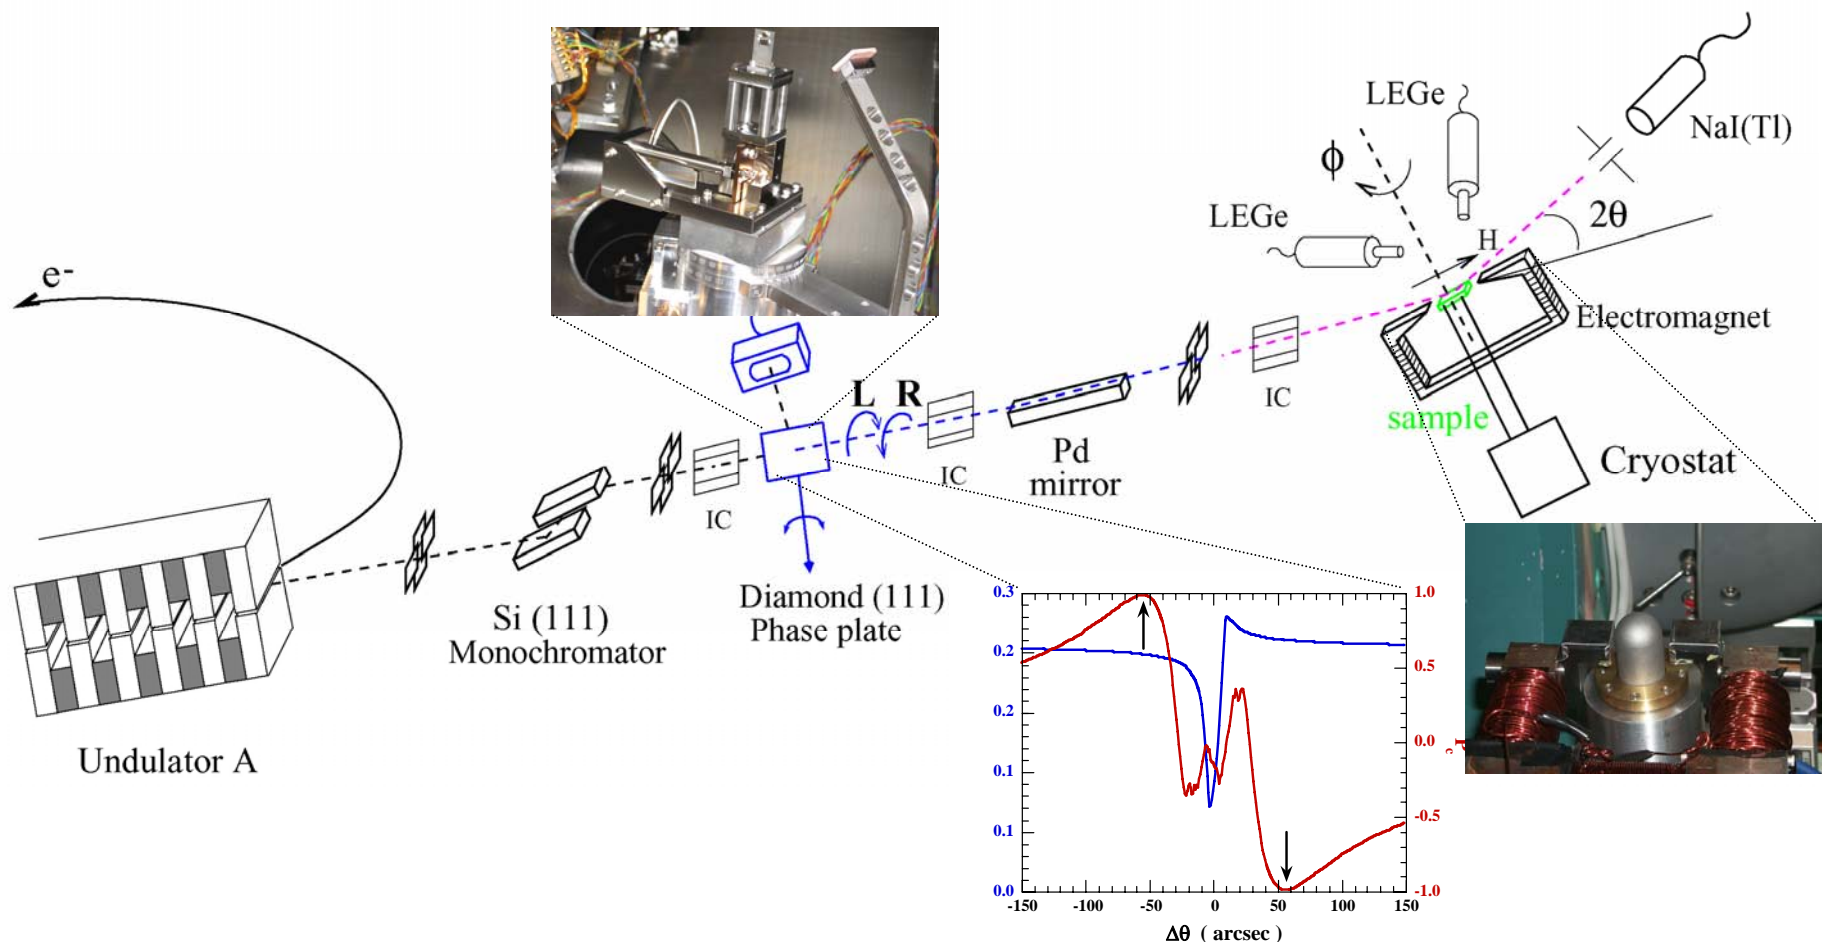 e-
Undulator A
Si (111)
Monochromator
IC
Diamond (111)
Phase plate
L R
IC
Pd
mirror
IC
LEGe
LEGe
ϕ
H
2θ
NaI(Tl)
Electromagnet
sample
Cryostat
0.3
0.2
0.2
0.1
0.1
0.0
1.0
0.5
0.0
-0.5
-1.0
P c
-150 -100 -50 0 50 100 150
Δθ ( arcsec )